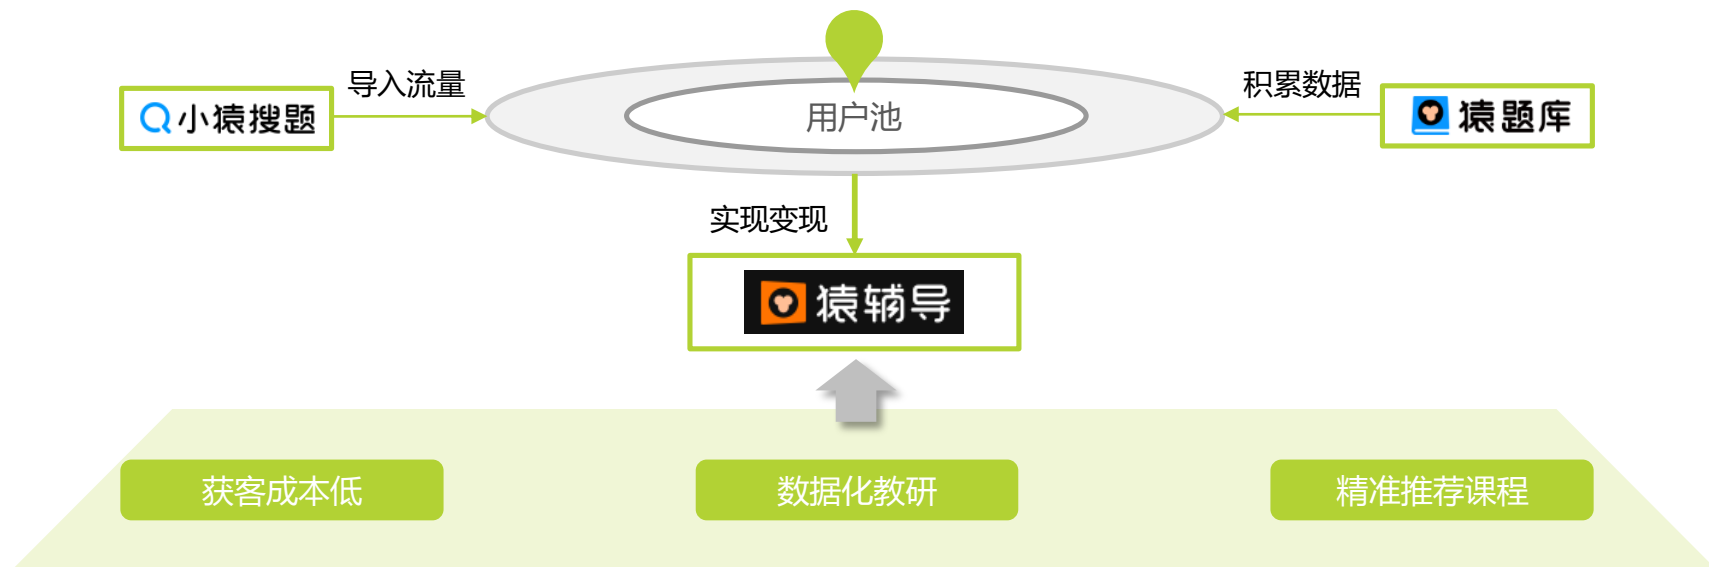 导入流量
积累数据
小猿搜题
用户池
猿题库
实现变现
猿辅导
获客成本低
数据化教研
精准推荐课程